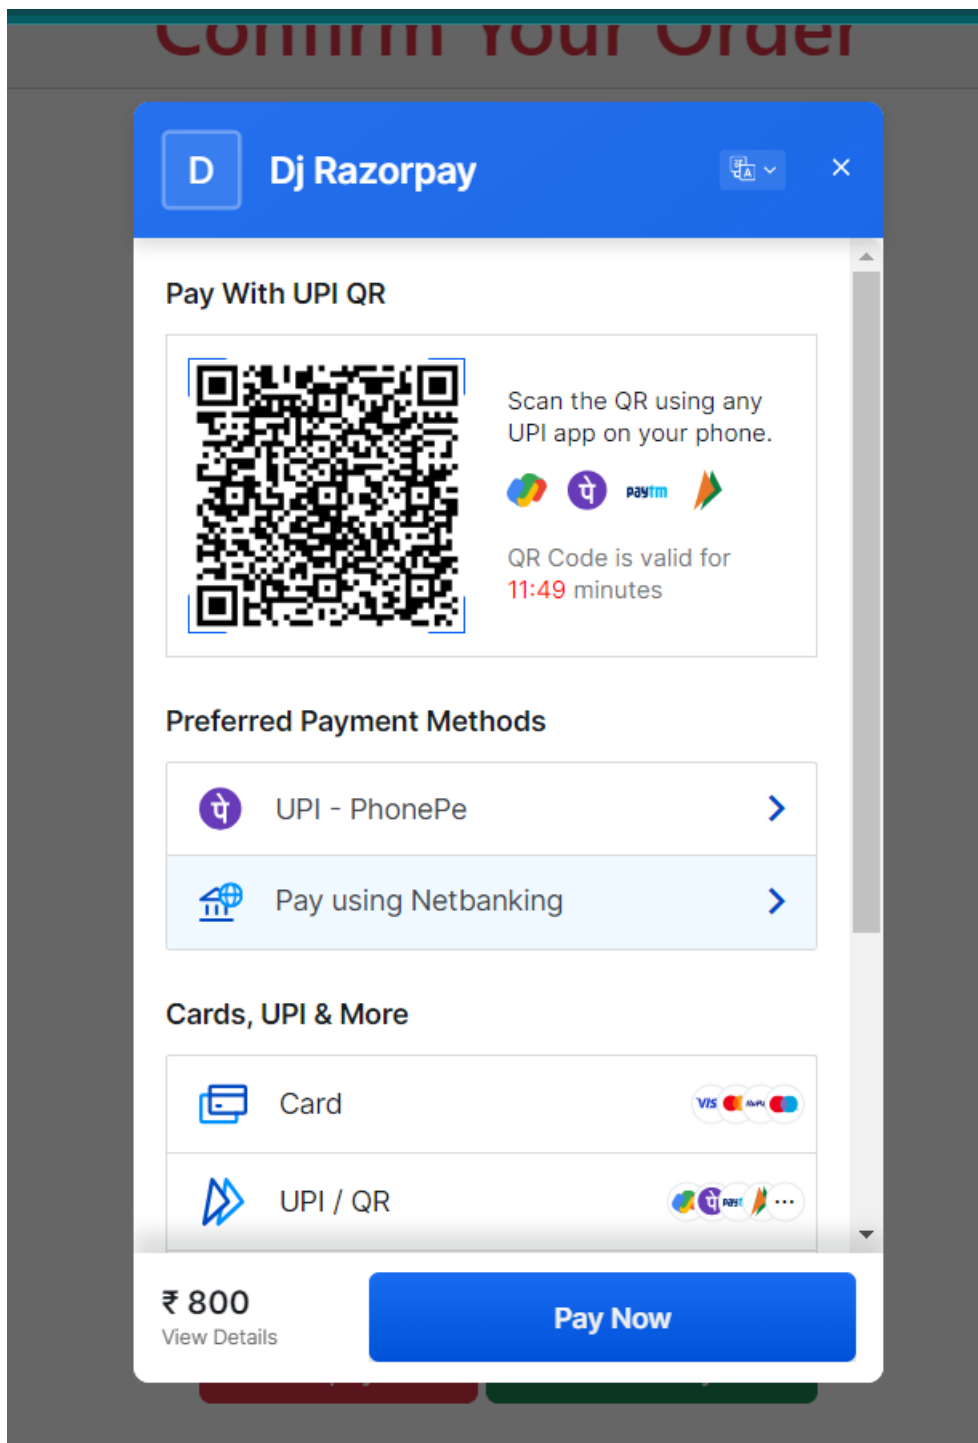 Confirm Your Order
D
Dj Razorpay
Pay With UPI QR
Scan the QR using any
UPI app on your phone.
पे
paytm
QR Code is valid for
11:49 minutes
Preferred Payment Methods
पे UPI - PhonePe
Pay using Netbanking
Cards, UPI & More
Card
VIS
UPI / QR
पे
₹ 800
View Details
Pay Now